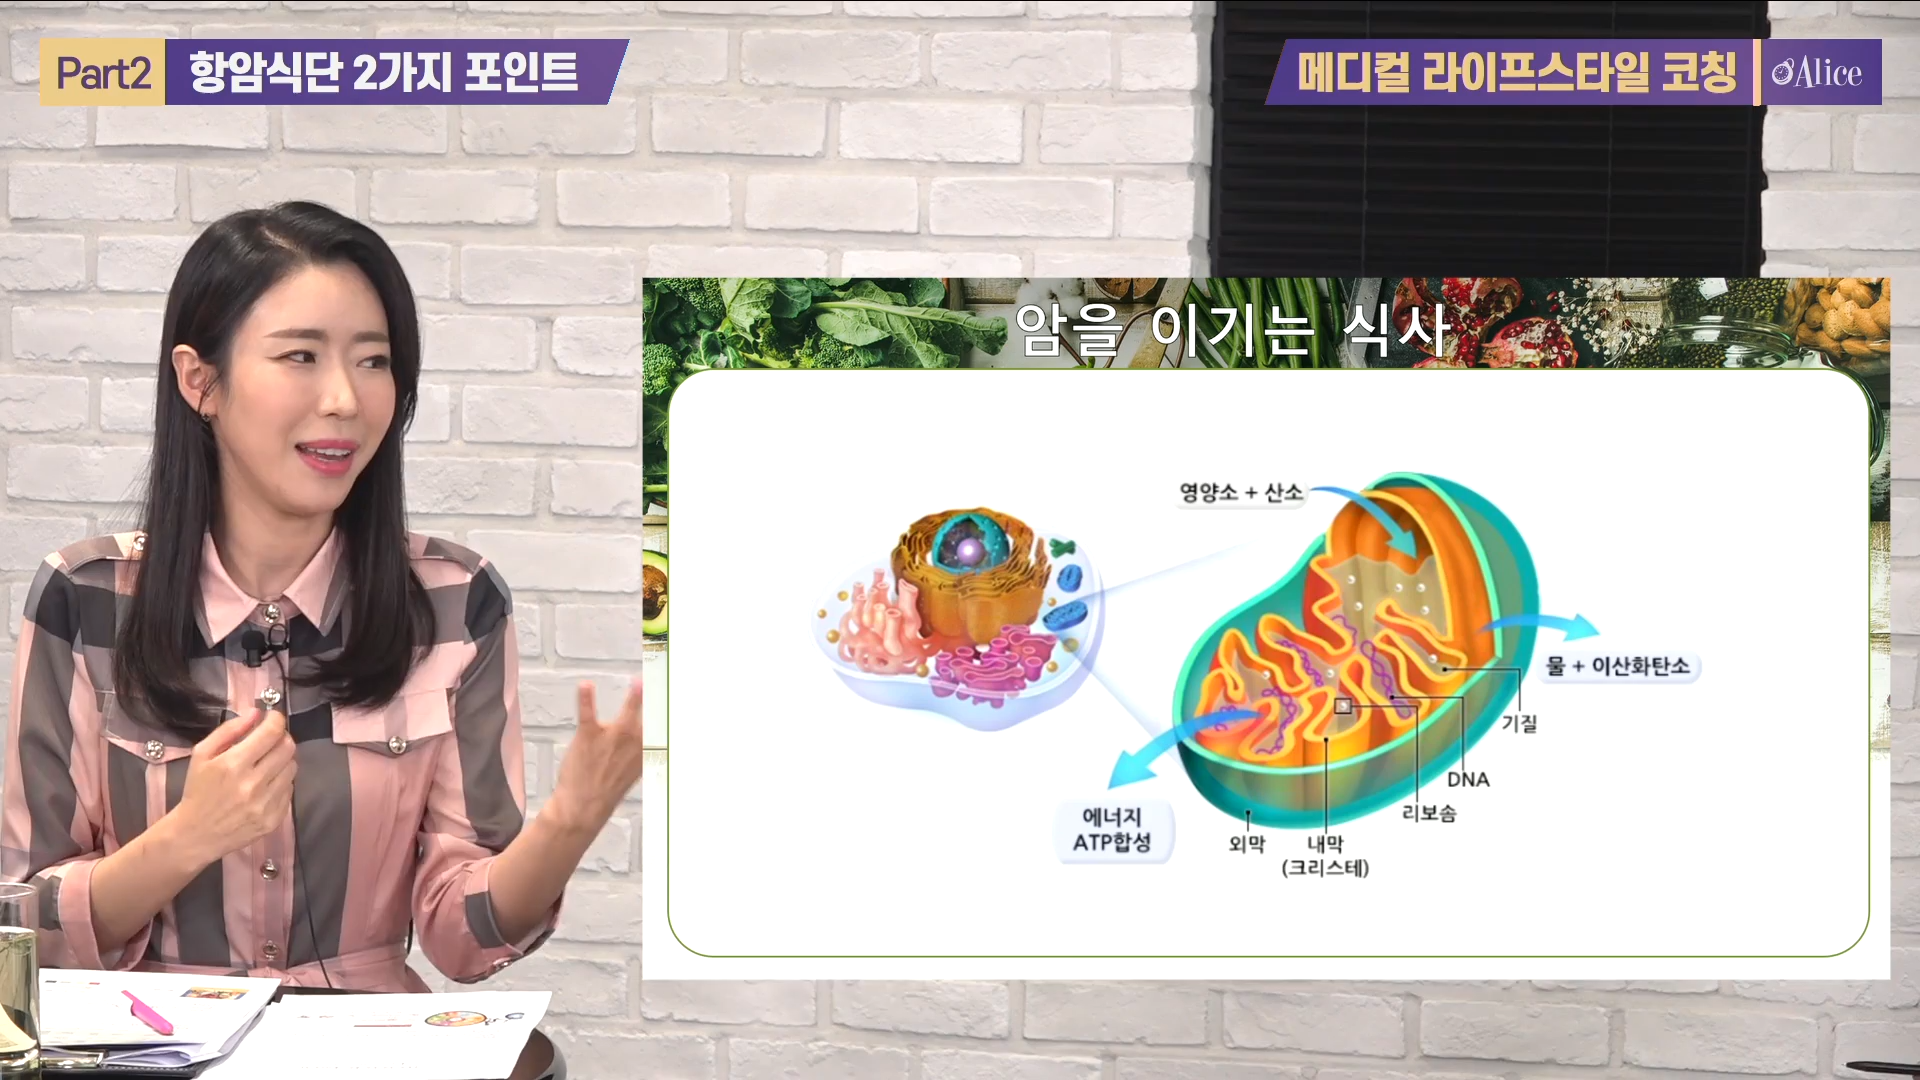 Part2 항암식단 2가지 포인트
메디컬 라이프스타일 코칭
Alice
암을 이기는 식사
영양소 + 산소
물 + 이산화탄소
기질
DNA
리보솜
에너지
ATP합성
외막
내막
(크리스테)